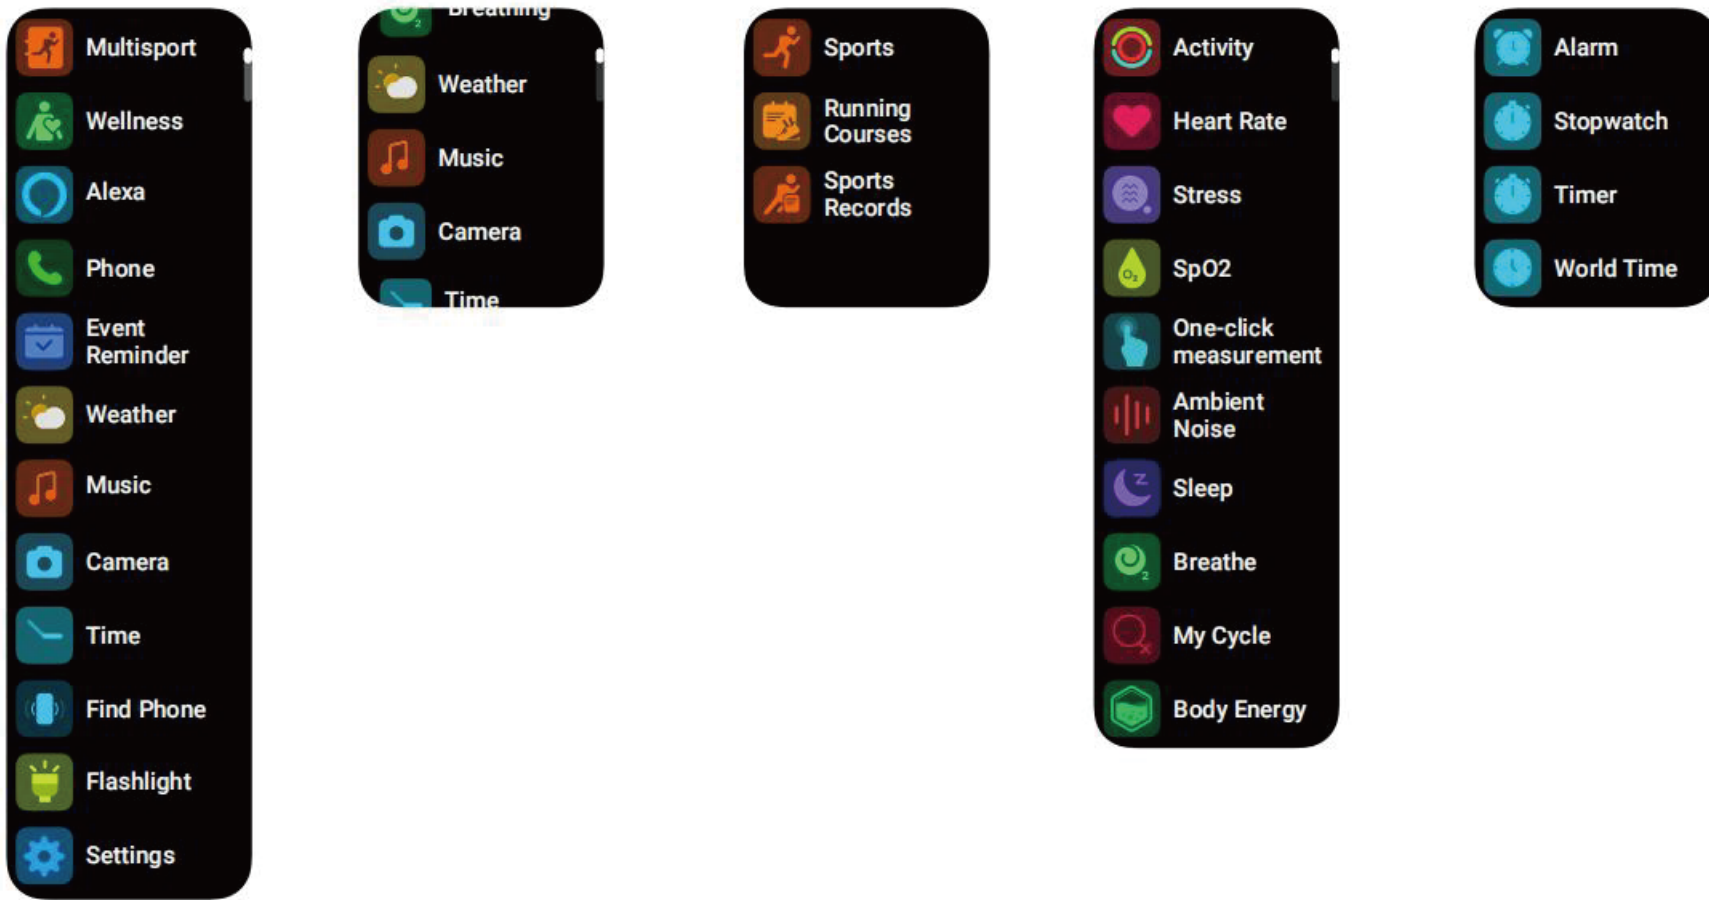 Multisport
Wellness
Alexa
Phone
Event
Reminder
Weather
Music
Camera
Time
Find Phone
Flashlight
Settings
Breathing
Weather
Music
Camera
Time
Sports
Running
Courses
Sports
Records
Activity
Heart Rate
Stress
SpO2
One-click
measurement
Ambient
Noise
Sleep
Breathe
My Cycle
Body Energy
Alarm
Stopwatch
Timer
World Time